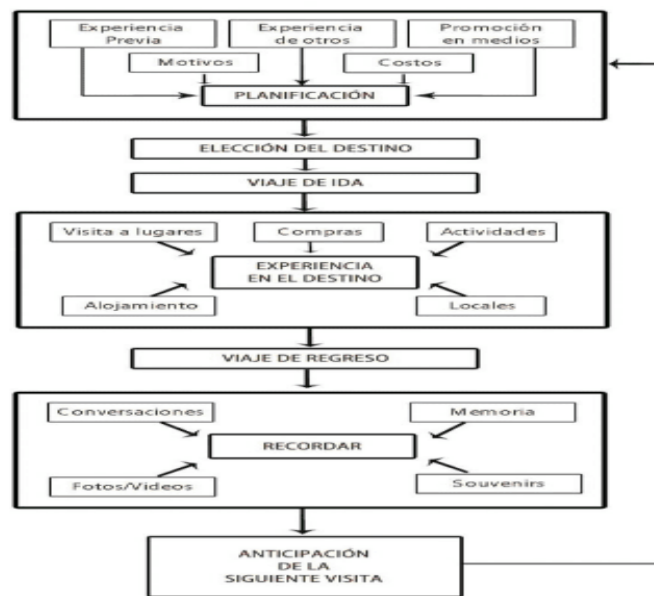 Experiencia
Previa
Experiencia
de otros
Promoción
en medios
Motivos
Costos
PLANIFICACIÓN
ELECCIÓN DEL DESTINO
VIAJE DE IDA
Visita a lugares
Compras
Actividades
EXPERIENCIA
EN EL DESTINO
Alojamiento
Locales
VIAJE DE REGRESO
Conversaciones
Memoria
RECORDAR
Fotos/Videos
Souvenirs
ANTICIPACIÓN
DE LA
SIGUIENTE VISITA